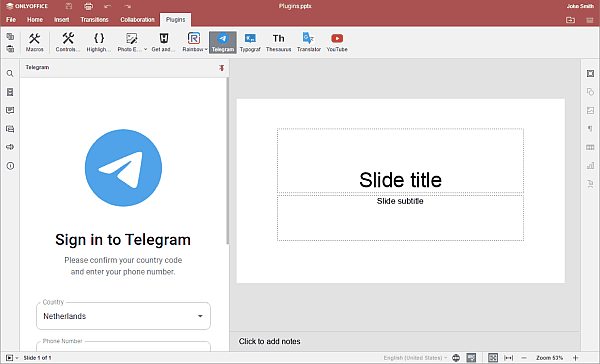 ONLYOFFICE
Plugins.pptx
John Smith
File Home Insert Transitions Collaboration Plugins
Macros Controls... Highligh... Photo E... Get and... Rainbow Telegram Typograf Thesaurus Translator YouTube
Telegram
Sign in to Telegram
Please confirm your country code
and enter your phone number.
Country
Netherlands
Phone Number
Slide title
Slide subtitle
Click to add notes
Slide 1 of 1
English (United States)
Zoom 53%